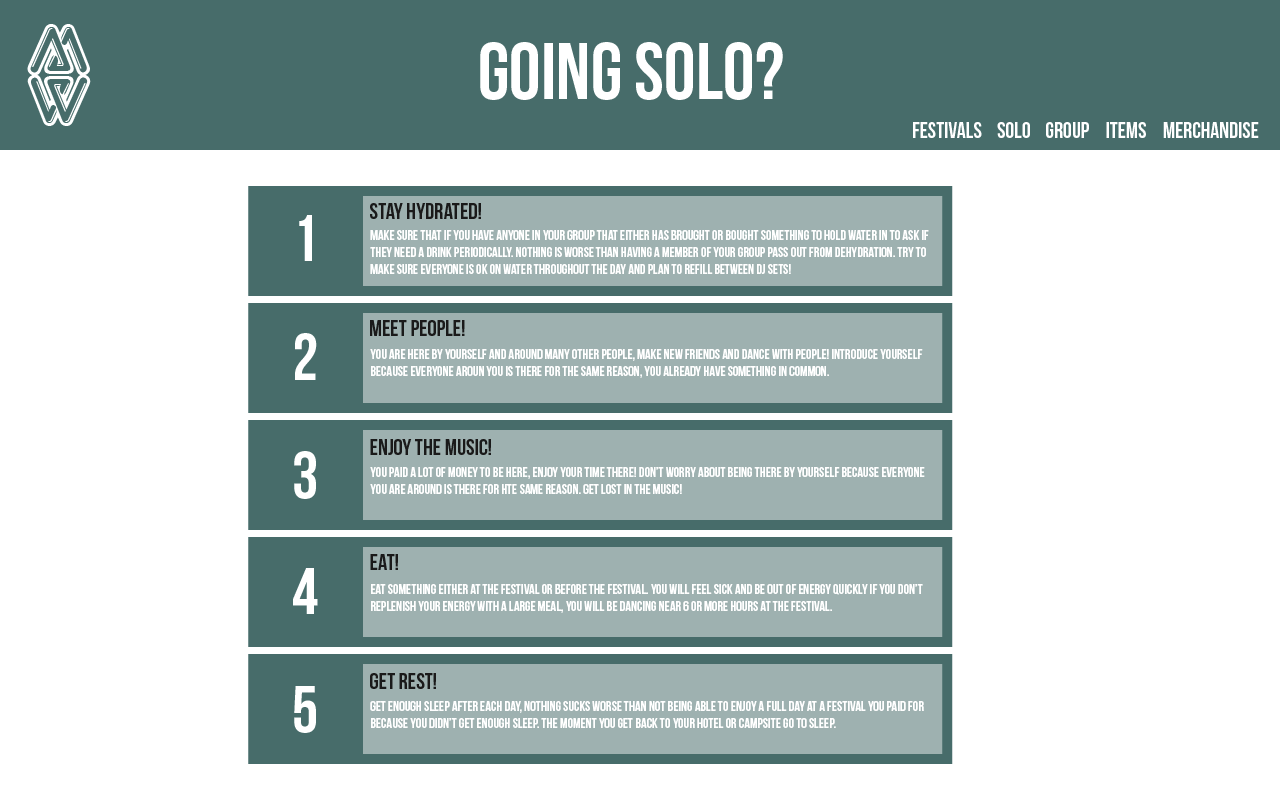 GOING SOLO?
FESTIVALS SOLO GROUP ITEMS MERCHANDISE
1
STAY HYDRATED!
MAKE SURE THAT IF YOU HAVE ANYONE IN YOUR GROUP THAT EITHER HAS BROUGHT OR BOUGHT SOMETHING TO HOLD WATER IN TO ASK IF
THEY NEED A DRINK PERIODICALLY. NOTHING IS WORSE THAN HAVING A MEMBER OF YOUR GROUP PASS OUT FROM DEHYDRATION. TRY TO
MAKE SURE EVERYONE IS OK ON WATER THROUGHOUT THE DAY AND PLAN TO REFILL BETWEEN DJ SETS!
2
MEET PEOPLE!
YOU ARE HERE BY YOURSELF AND AROUND MANY OTHER PEOPLE, MAKE NEW FRIENDS AND DANCE WITH PEOPLE! INTRODUCE YOURSELF
BECAUSE EVERYONE AROUN YOU IS THERE FOR THE SAME REASON, YOU ALREADY HAVE SOMETHING IN COMMON.
3
ENJOY THE MUSIC!
YOU PAID A LOT OF MONEY TO BE HERE, ENJOY YOUR TIME THERE! DON'T WORRY ABOUT BEING THERE BY YOURSELF BECAUSE EVERYONE
YOU ARE AROUND IS THERE FOR HTE SAME REASON. GET LOST IN THE MUSIC!
4
EAT!
EAT SOMETHING EITHER AT THE FESTIVAL OR BEFORE THE FESTIVAL. YOU WILL FEEL SICK AND BE OUT OF ENERGY QUICKLY IF YOU DON'T
REPLENISH YOUR ENERGY WITH A LARGE MEAL, YOU WILL BE DANCING NEAR 6 OR MORE HOURS AT THE FESTIVAL.
5
GET REST!
GET ENOUGH SLEEP AFTER EACH DAY, NOTHING SUCKS WORSE THAN NOT BEING ABLE TO ENJOY A FULL DAY AT A FESTIVAL YOU PAID FOR
BECAUSE YOU DIDN'T GET ENOUGH SLEEP. THE MOMENT YOU GET BACK TO YOUR HOTEL OR CAMPSITE GO TO SLEEP.